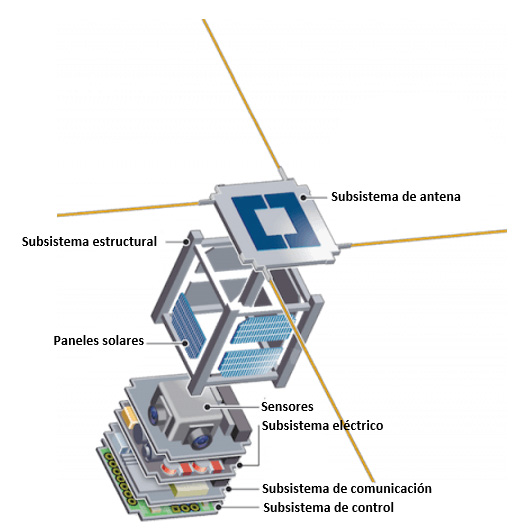 Subsistema de antena
Subsistema estructural
Paneles solares
Sensores
Subsistema eléctrico
Subsistema de comunicación
Subsistema de control